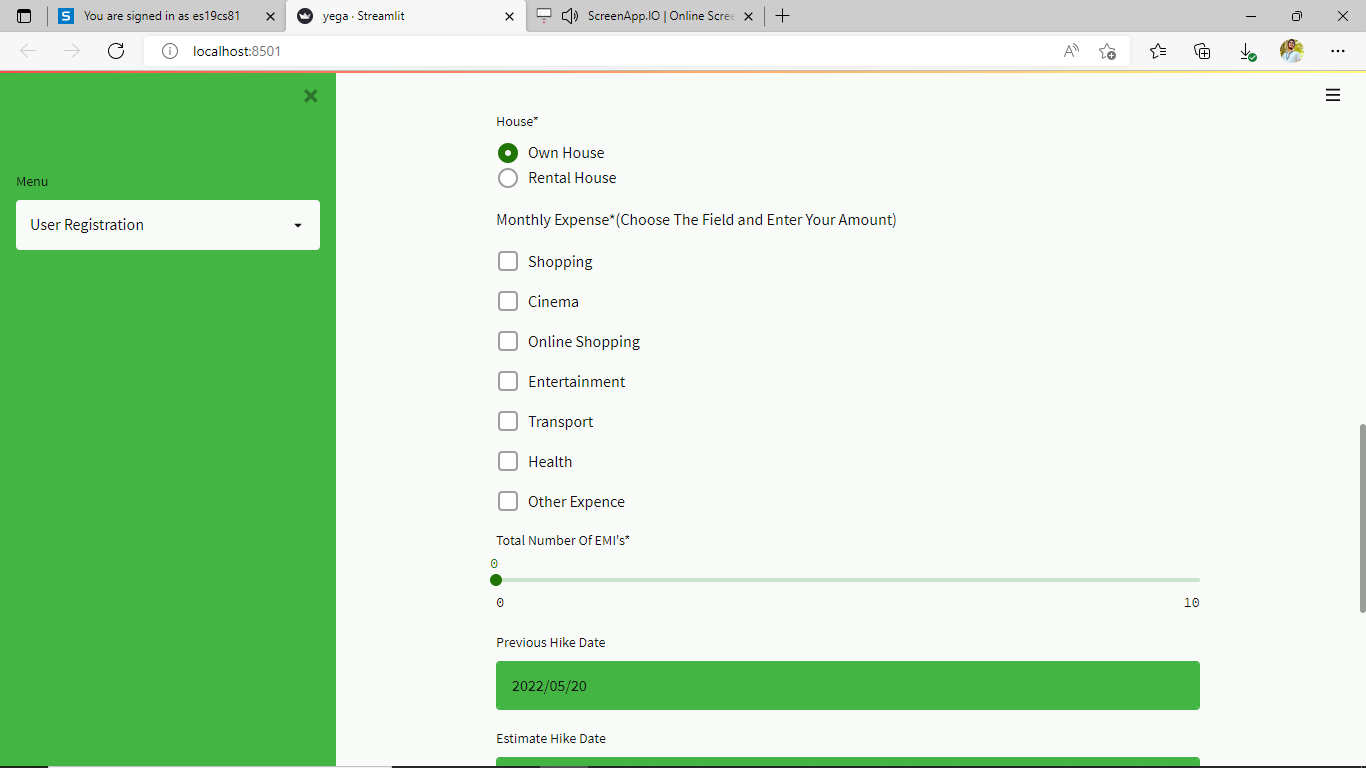 You are signed in as es19cs81
yega · Streamlit
ScreenApp.IO | Online Scree
localhost:8501
Menu
User Registration
House*
Own House
Rental House
Monthly Expense*(Choose The Field and Enter Your Amount)
Shopping
Cinema
Online Shopping
Entertainment
Transport
Health
Other Expence
Total Number Of EMI's*
0
0 10
Previous Hike Date
2022/05/20
Estimate Hike Date